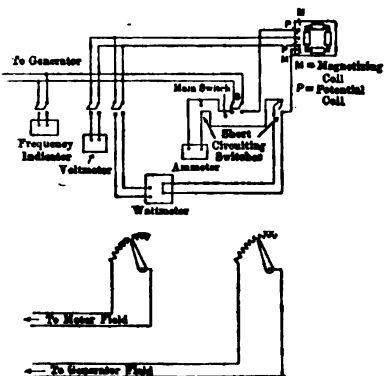 M
P
To Generator
P
M
M = Magnetizing
Coil
P = Potential
Coil
Main Switch
Short
Circuiting
Switches
Frequency
Indicator
Voltmeter
Ammeter
Wattmeter
To Motor Field
To Generator Field